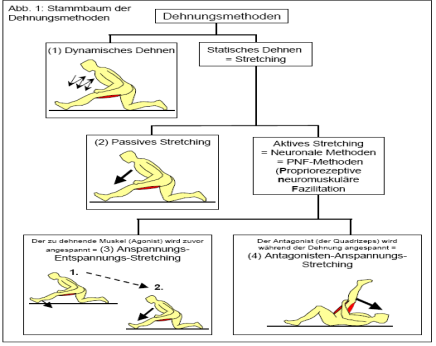 Abb. 1: Stammbaum der
Dehnungsmethoden
Dehnungsmethoden
(1) Dynamisches Dehnen
Statisches Dehnen
= Stretching
(2) Passives Stretching
Aktives Stretching
= Neuronale Methoden
= PNF-Methoden
(Propriorezeptive
neuromuskuläre
Fazilitation
Der zu dehnende Muskel (Agonist) wird zuvor
angespannt = (3) Anspannungs-
Entspannungs-Stretching
1.
2.
Der Antagonist (der Quadrizeps) wird
während der Dehnung angespannt =
(4) Antagonisten-Anspannungs-
Stretching